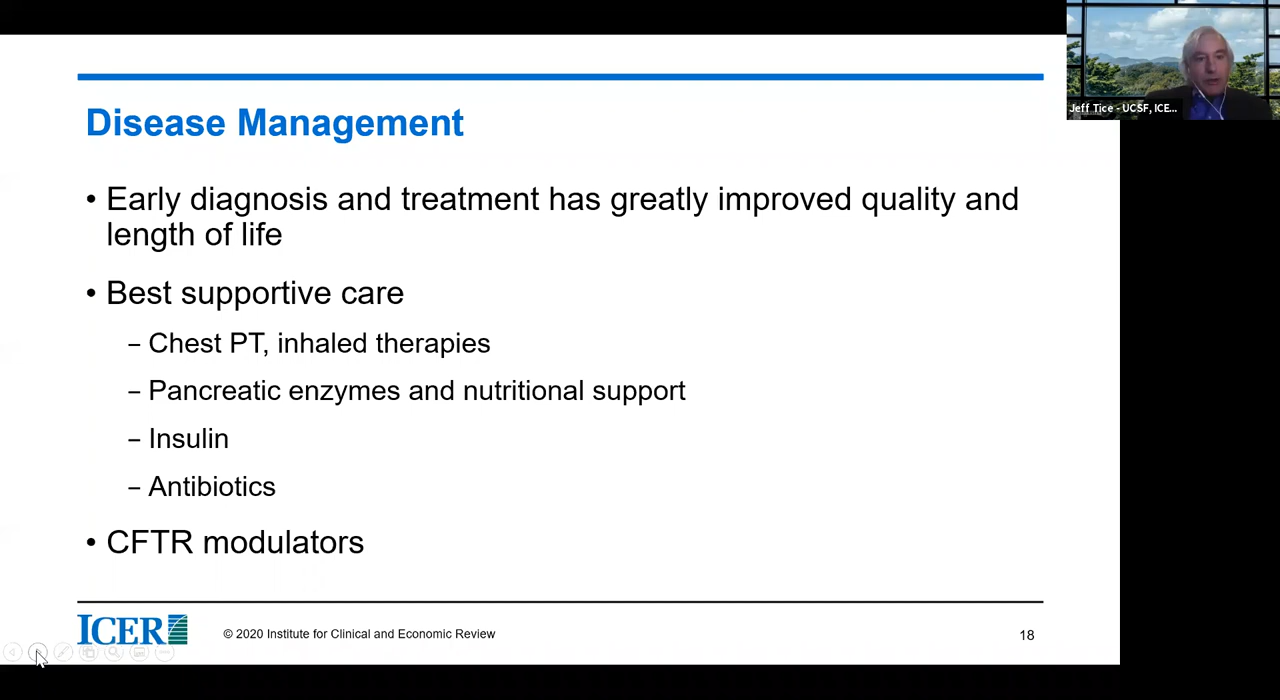 Jeff Tice - UCSF, ICE...
Disease Management
• Early diagnosis and treatment has greatly improved quality and
length of life
• Best supportive care
– Chest PT, inhaled therapies
– Pancreatic enzymes and nutritional support
– Insulin
– Antibiotics
• CFTR modulators
ICER
© 2020 Institute for Clinical and Economic Review
18